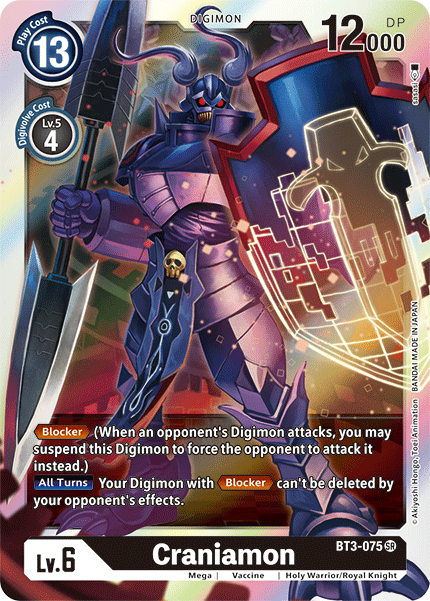 Play Cost
13
DIGIMON
DP
12000
Digivolve Cost
Lv.5
4
Blocker (When an opponent's Digimon attacks, you may
suspend this Digimon to force the opponent to attack it
instead.)
All Turns Your Digimon with Blocker can't be deleted by
your opponent's effects.
© Akiyoshi Hongo, Toei Animation BANDAI MADE IN JAPAN
BT3-075 SR
Lv.6
Craniamon
Mega | Vaccine | Holy Warrior/Royal Knight